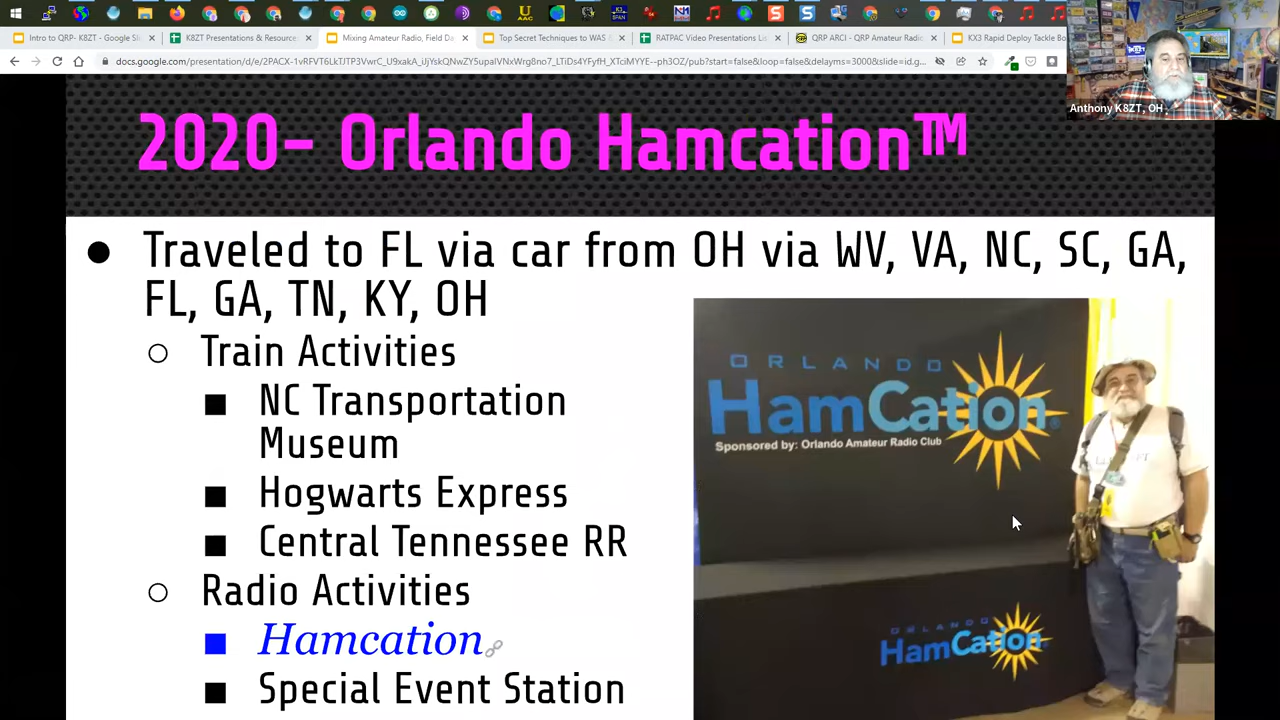 Intro to QRP- K8ZT - Google Sli
K8ZT Presentations & Resource
Mixing Amateur Radio, Field Da
Top Secret Techniques to WAS &
RATPAC Video Presentations Lis
QRP ARCI - QRP Amateur Radio
KX3 Rapid Deploy Tackle Bo
Anthony K8ZT, OH
2020- Orlando Hamcation™
Traveled to FL via car from OH via WV, VA, NC, SC, GA,
FL, GA, TN, KY, OH
Train Activities
NC Transportation
Museum
Hogwarts Express
Central Tennessee RR
Radio Activities
Hamcation
Special Event Station
ORLANDO
HamCation
Sponsored by: Orlando Amateur Radio Club
ORLANDO
HamCation